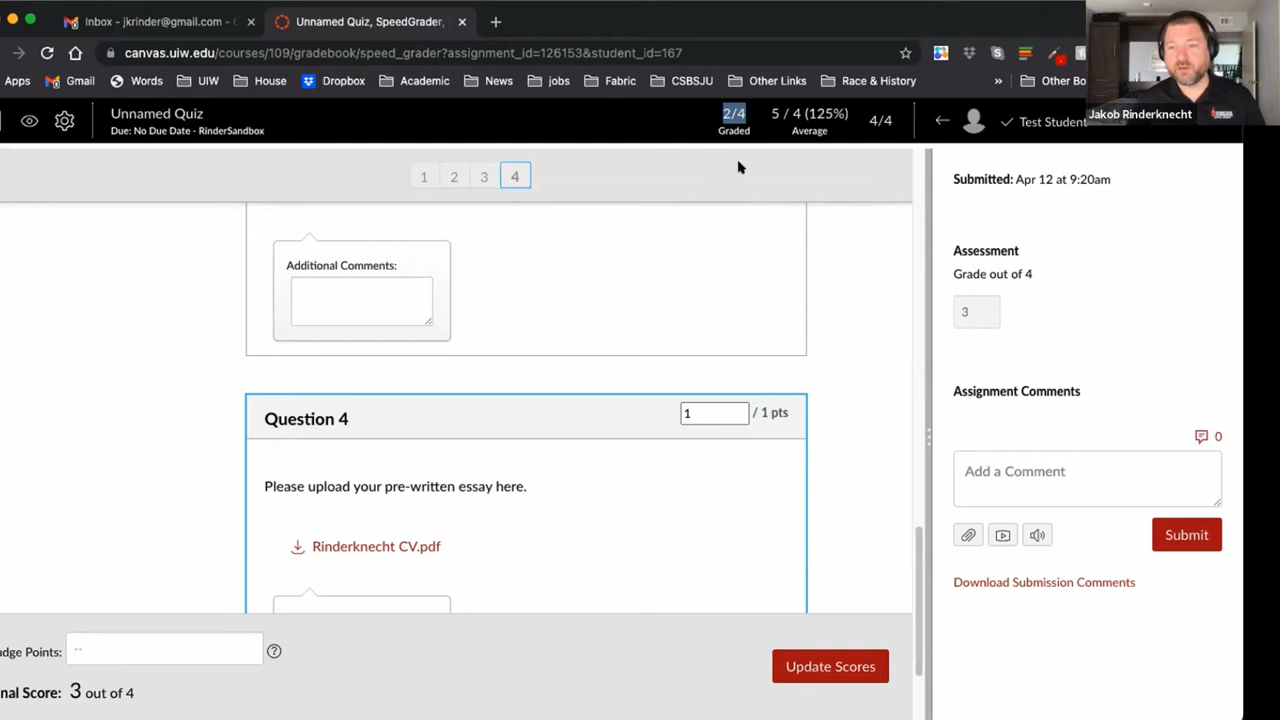 Inbox - jkrinder@gmail.com -
Unnamed Quiz, SpeedGrader,
canvas.uiw.edu/courses/109/gradebook/speed_grader?assignment_id=126153&student_id=167
Apps Gmail Words UIW House Dropbox Academic News jobs Fabric CSBSJU Other Links Race & History » Other Bo
Jakob Rinderknecht
Unnamed Quiz
Due: No Due Date - RinderSandbox
2/4
Graded
5 / 4 (125%)
Average
4/4
Test Student
1 2 3 4
Additional Comments:
Question 4
1 / 1 pts
Please upload your pre-written essay here.
Rinderknecht CV.pdf
udge Points: -- ?
Update Scores
nal Score: 3 out of 4
Submitted: Apr 12 at 9:20am
Assessment
Grade out of 4
3
Assignment Comments
0
Add a Comment
Submit
Download Submission Comments